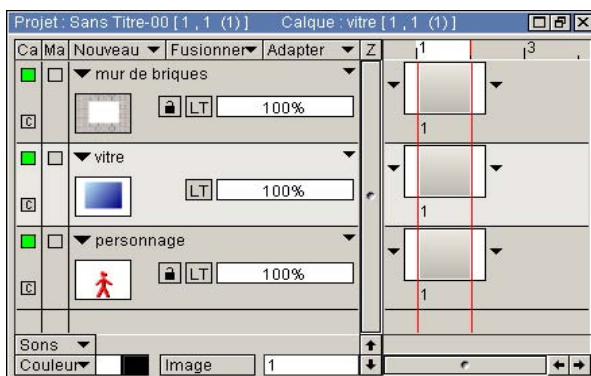 Projet : Sans Titre-00 [ 1 , 1 (1) ] Calque : vitre [ 1 , 1 (1) ]
Ca Ma Nouveau Fusionner Adapter Z 1 3
mur de briques
LT 100%
C
1
vitre
LT 100%
C
1
personnage
LT 100%
C
1
Sons
Couleur Image 1